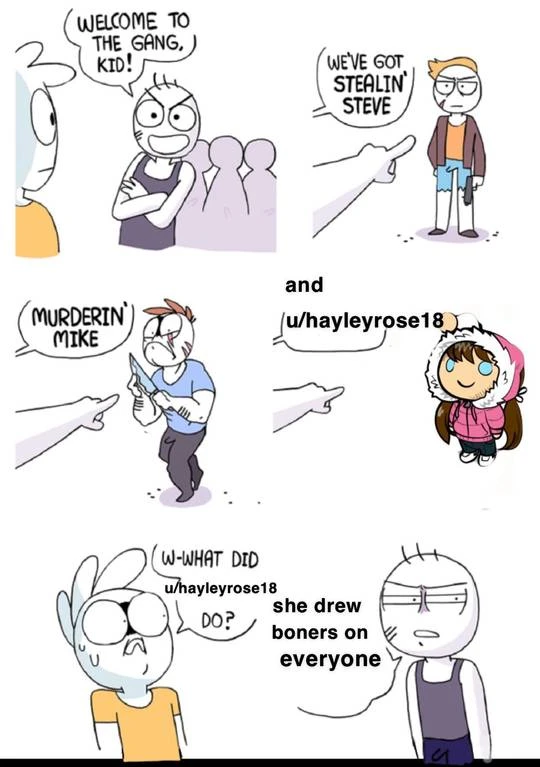 WELCOME TO
THE GANG,
KID!
WE'VE GOT
STEALIN'
STEVE
MURDERIN'
MIKE
and
u/hayleyrose18
W-WHAT DID
u/hayleyrose18
DO?
she drew
boners on
everyone